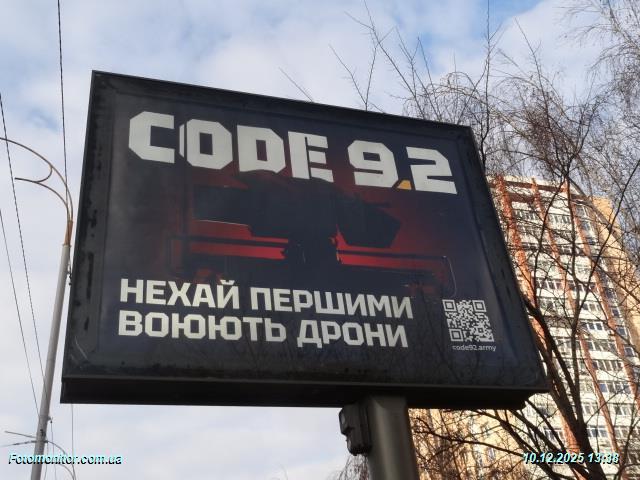 CODE 9.2
НЕХАЙ ПЕРШИМИ
ВОЮЮТЬ ДРОНИ
code92.army
Fotomonitor.com.ua
10.12.2025 13:38